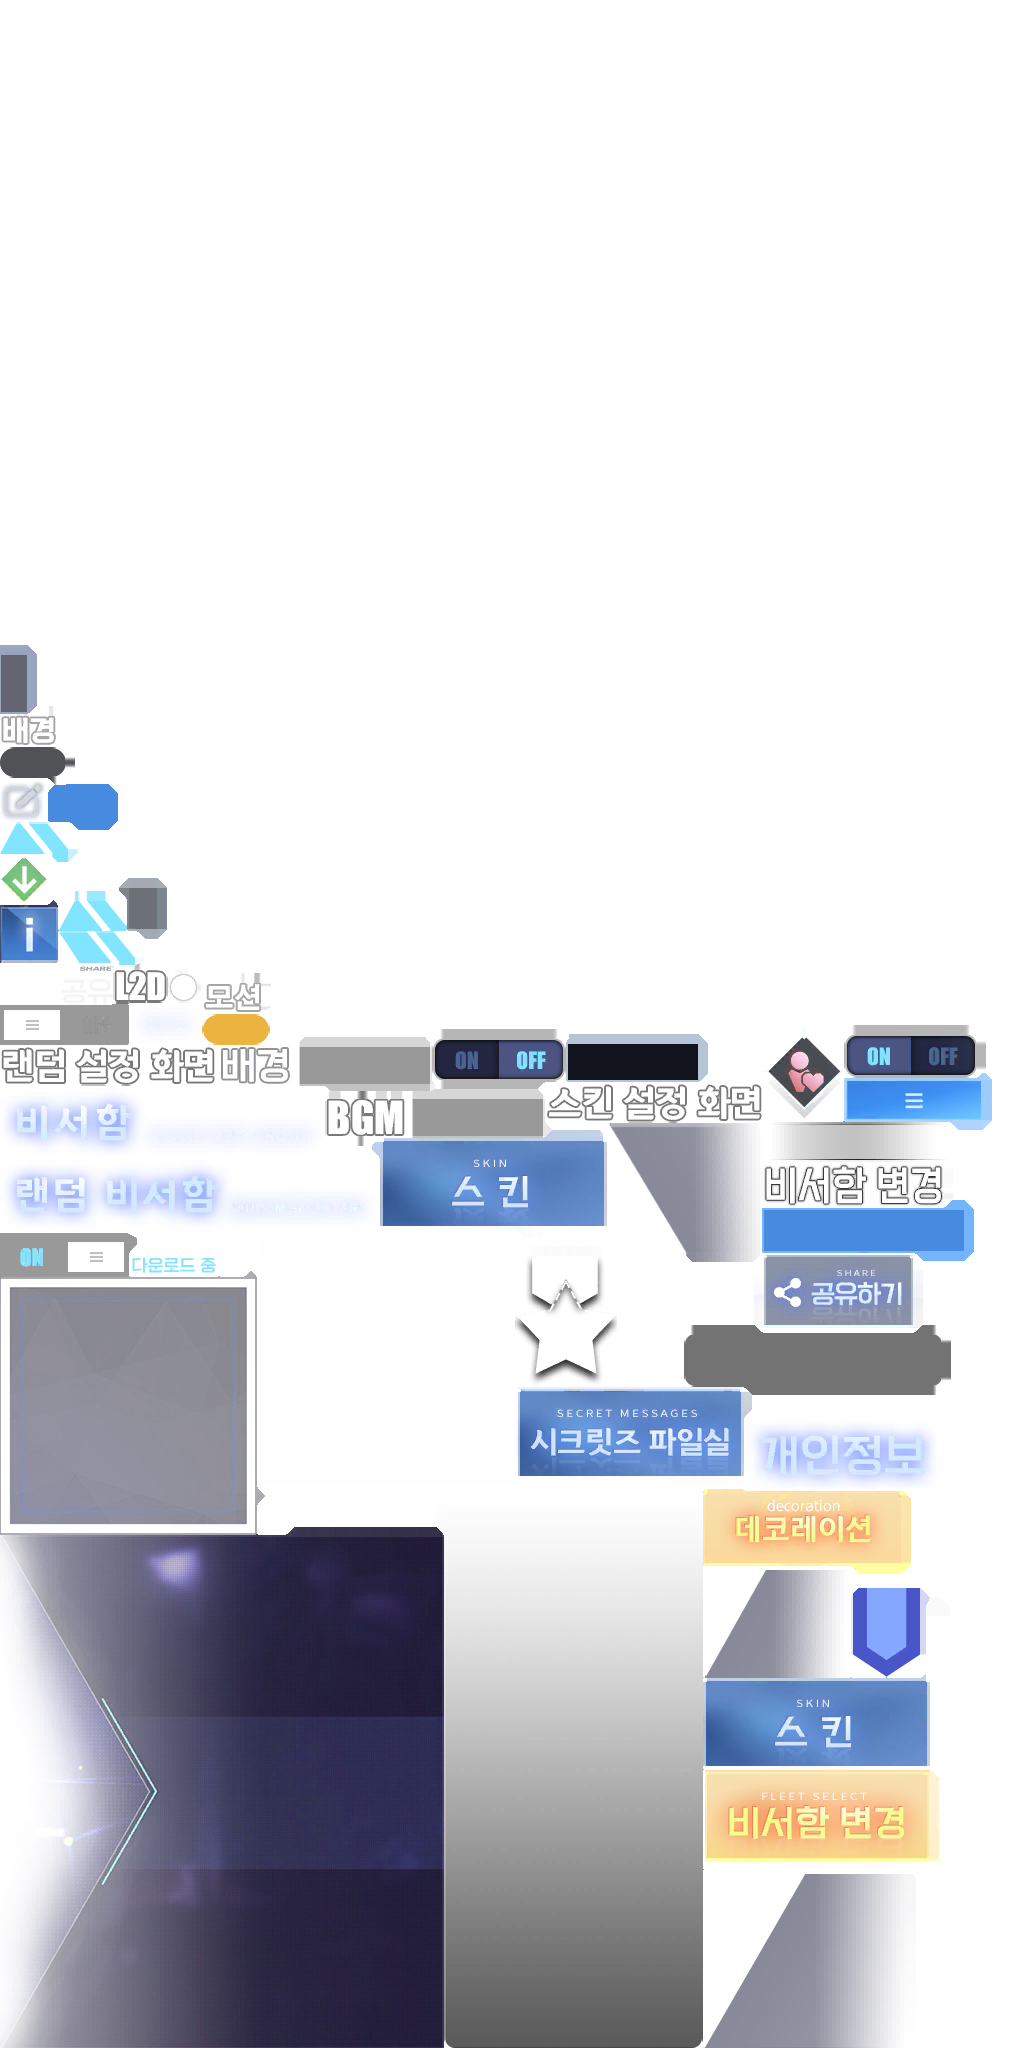 배경
i
SHARE
공유
L2D
모션
OFF
랜덤 설정 화면
배경
ON
OFF
ON
OFF
BGM
스킨 설정 화면
비서함
SKIN
스킨
비서함 변경
랜덤 비서함
ON
다운로드 중
SHARE
공유하기
SECRET MESSAGES
시크릿즈 파일실
개인정보
decoration
데코레이션
SKIN
스킨
FLEET SELECT
비서함 변경